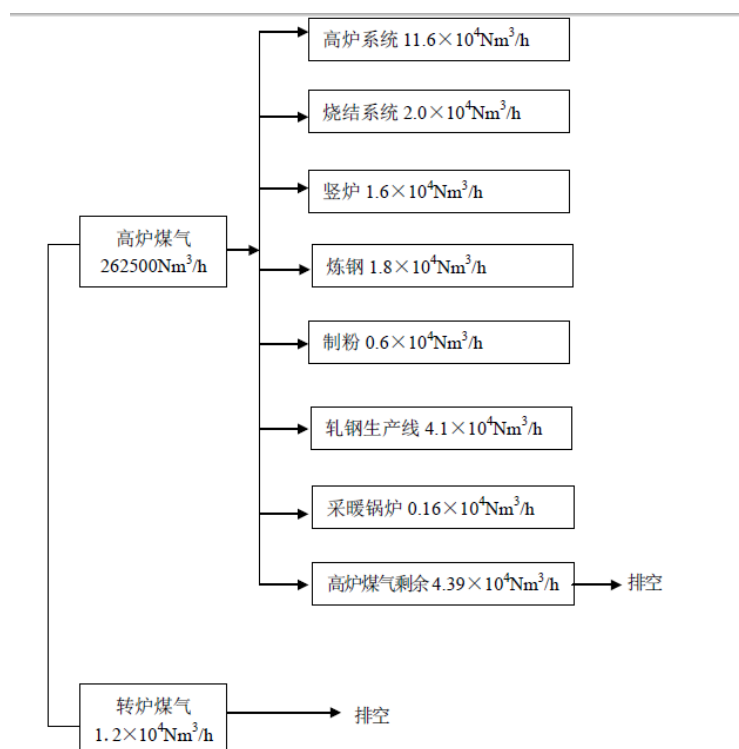 高炉系统 11.6×10⁴Nm³/h
烧结系统 2.0×10⁴Nm³/h
竖炉 1.6×10⁴Nm³/h
高炉煤气
262500Nm³/h
炼钢 1.8×10⁴Nm³/h
制粉 0.6×10⁴Nm³/h
轧钢生产线 4.1×10⁴Nm³/h
采暖锅炉 0.16×10⁴Nm³/h
高炉煤气剩余 4.39×10⁴Nm³/h
排空
转炉煤气
1.2×10⁴Nm³/h
排空